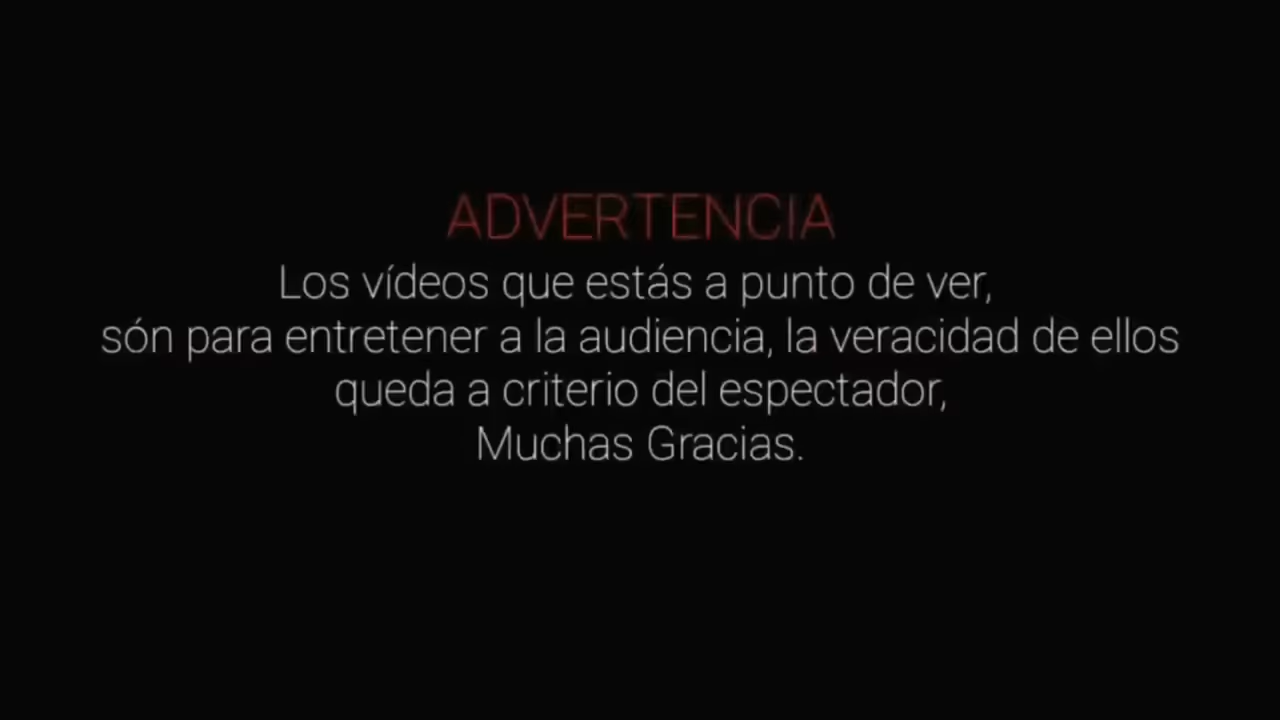 ADVERTENCIA
Los vídeos que estás a punto de ver,
són para entretener a la audiencia, la veracidad de ellos
queda a criterio del espectador,
Muchas Gracias.